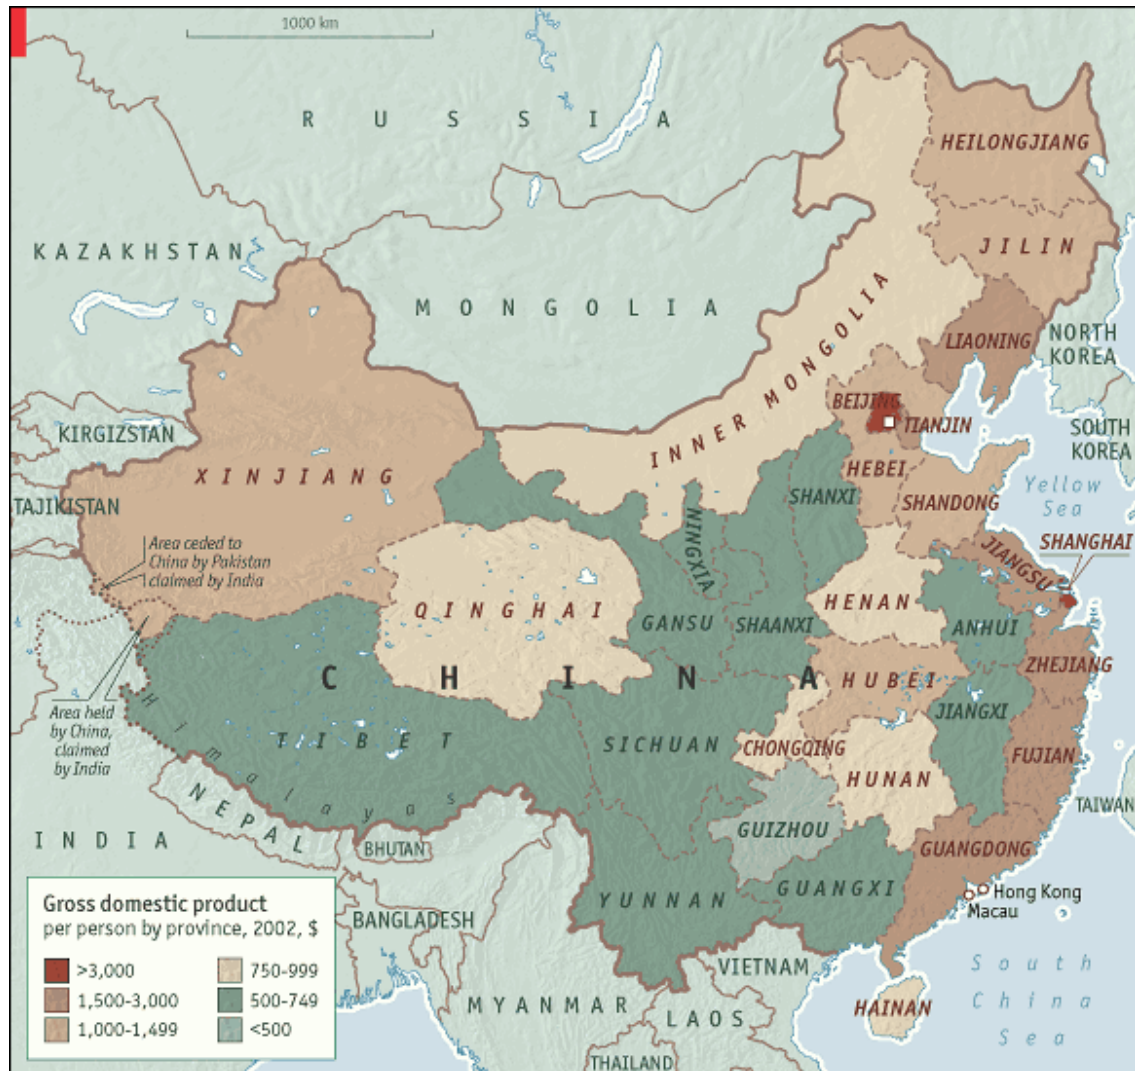 1000 km
RUSSIA
HEILONGJIANG
KAZAKHSTAN
JILIN
MONGOLIA
INNER MONGOLIA
LIAONING
NORTH
KOREA
BEIJING
TIANJIN
KIRGIZSTAN
SOUTH
KOREA
XINJIANG
HEBEI
SHANXI
SHANDONG
Yellow
Sea
TAJIKISTAN
NINGXIA
Area ceded to
China by Pakistan
claimed by India
SHANGHAI
JIANGSU
QINGHAI
HENAN
GANSU
SHAANXI
ANHUI
CHINA
HUBEI
ZHEJIANG
Area held
by China,
claimed
by India
JIANGXI
TIBET
SICHUAN
CHONGQING
FUJIAN
HUNAN
Himalayas
NEPAL
TAIWAN
INDIA
BHUTAN
GUIZHOU
GUANGDONG
YUNNAN
GUANGXI
Hong Kong
Macau
BANGLADESH
VIETNAM
South
China
Sea
MYANMAR
LAOS
HAINAN
THAILAND
Gross domestic product
per person by province, 2002, $
>3,000
1,500-3,000
1,000-1,499
750-999
500-749
<500